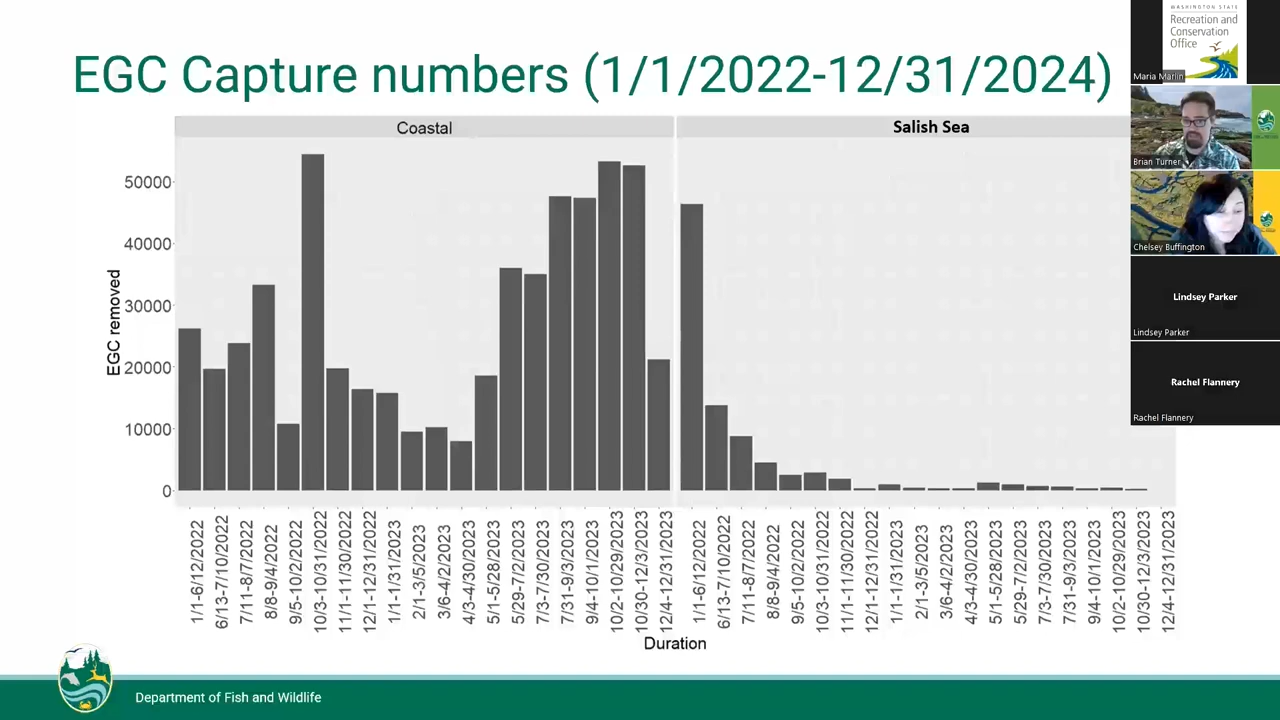 EGC Capture numbers (1/1/2022-12/31/2024)
Coastal
Salish Sea
EGC removed
50000
40000
30000
20000
10000
0
1/1-6/12/2022
6/13-7/10/2022
7/11-8/7/2022
8/8-9/4/2022
9/5-10/2/2022
10/3-10/31/2022
11/1-11/30/2022
12/1-12/31/2022
1/1-1/31/2023
2/1-3/5/2023
3/6-4/2/2023
4/3-4/30/2023
5/1-5/28/2023
5/29-7/2/2023
7/3-7/30/2023
7/31-9/3/2023
9/4-10/1/2023
10/2-10/29/2023
10/30-12/3/2023
12/4-12/31/2023
1/1-6/12/2022
6/13-7/10/2022
7/11-8/7/2022
8/8-9/4/2022
9/5-10/2/2022
10/3-10/31/2022
11/1-11/30/2022
12/1-12/31/2022
1/1-1/31/2023
2/1-3/5/2023
3/6-4/2/2023
4/3-4/30/2023
5/1-5/28/2023
5/29-7/2/2023
7/3-7/30/2023
7/31-9/3/2023
9/4-10/1/2023
10/2-10/29/2023
10/30-12/3/2023
12/4-12/31/2023
Duration
Department of Fish and Wildlife
WASHINGTON STATE
Recreation and
Conservation
Office
Maria Marlin
Brian Turner
Chelsey Buffington
Lindsey Parker
Lindsey Parker
Rachel Flannery
Rachel Flannery